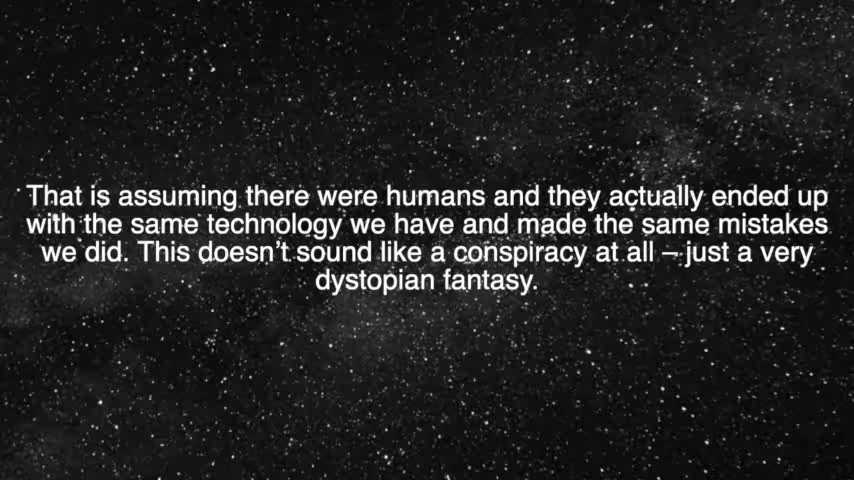 That is assuming there were humans and they actually ended up
with the same technology we have and made the same mistakes
we did. This doesn’t sound like a conspiracy at all – just a very
dystopian fantasy.